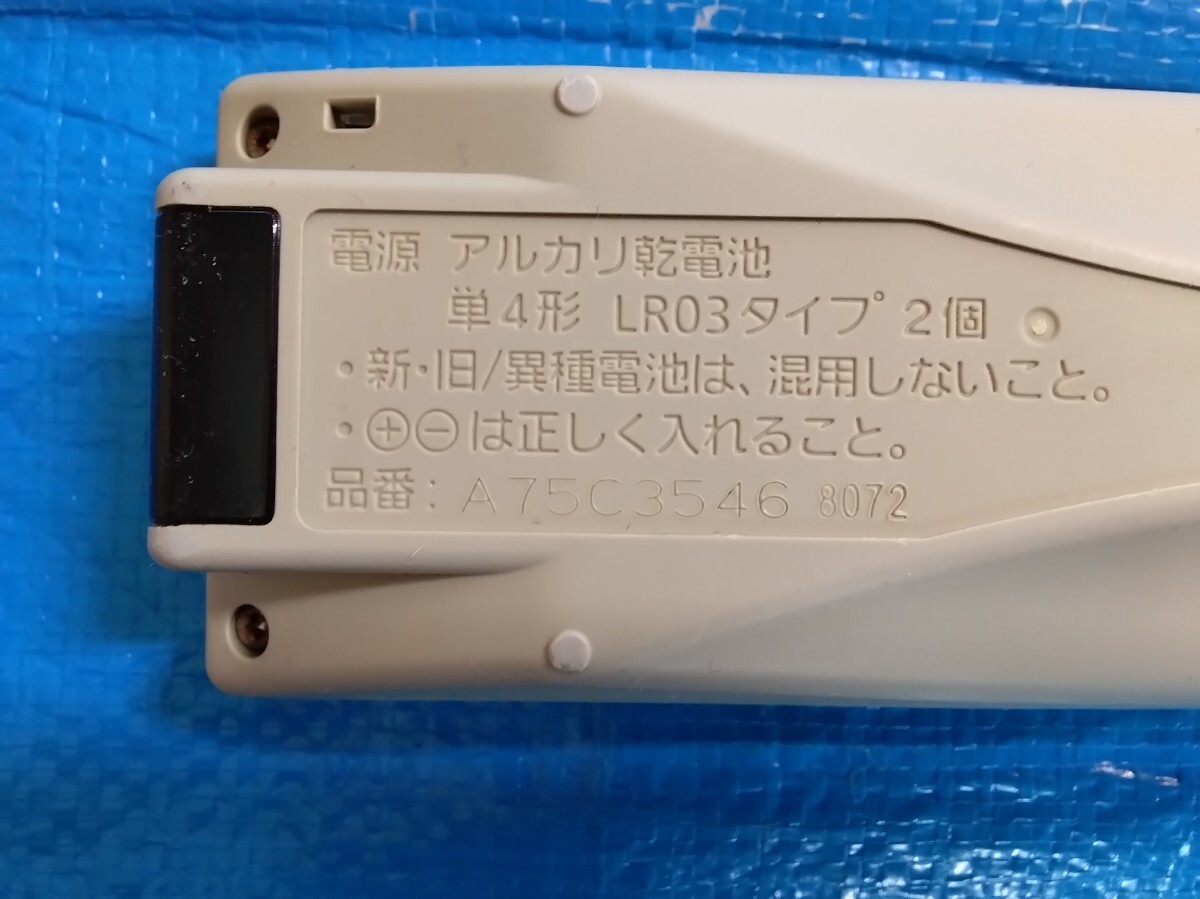 電源 アルカリ乾電池
単4形 LR03タイプ 2個
・新・旧/異種電池は、混用しないこと。
・⊕⊖は正しく入れること。
品番: A75C3546 8072